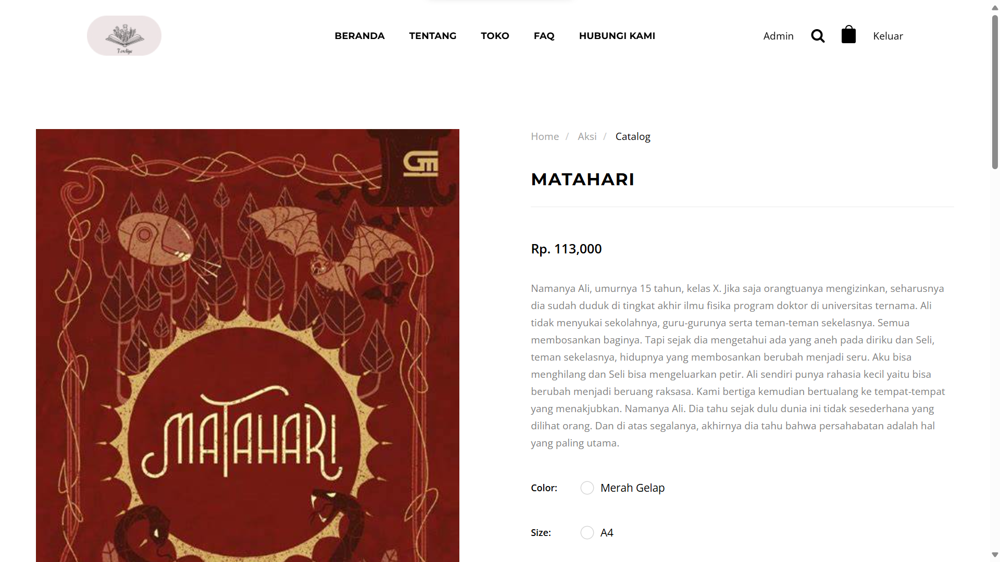 BERANDA TENTANG TOKO FAQ HUBUNGI KAMI Admin Keluar
Home / Aksi / Catalog
MATAHARI
Rp. 113,000
Namanya Ali, umurnya 15 tahun, kelas X. Jika saja orangtuanya mengizinkan, seharusnya
dia sudah duduk di tingkat akhir ilmu fisika program doktor di universitas ternama. Ali
tidak menyukai sekolahnya, guru-gurunya serta teman-teman sekelasnya. Semua
membosankan baginya. Tapi sejak dia mengetahui ada yang aneh pada diriku dan Seli,
teman sekelasnya, hidupnya yang membosankan berubah menjadi seru. Aku bisa
menghilang dan Seli bisa mengeluarkan petir. Ali sendiri punya rahasia kecil yaitu bisa
berubah menjadi beruang raksasa. Kami bertiga kemudian bertualang ke tempat-tempat
yang menakjubkan. Namanya Ali. Dia tahu sejak dulu dunia ini tidak sesederhana yang
dilihat orang. Dan di atas segalanya, akhirnya dia tahu bahwa persahabatan adalah hal
yang paling utama.
Color: Merah Gelap
Size: A4
GM
MATAHARI